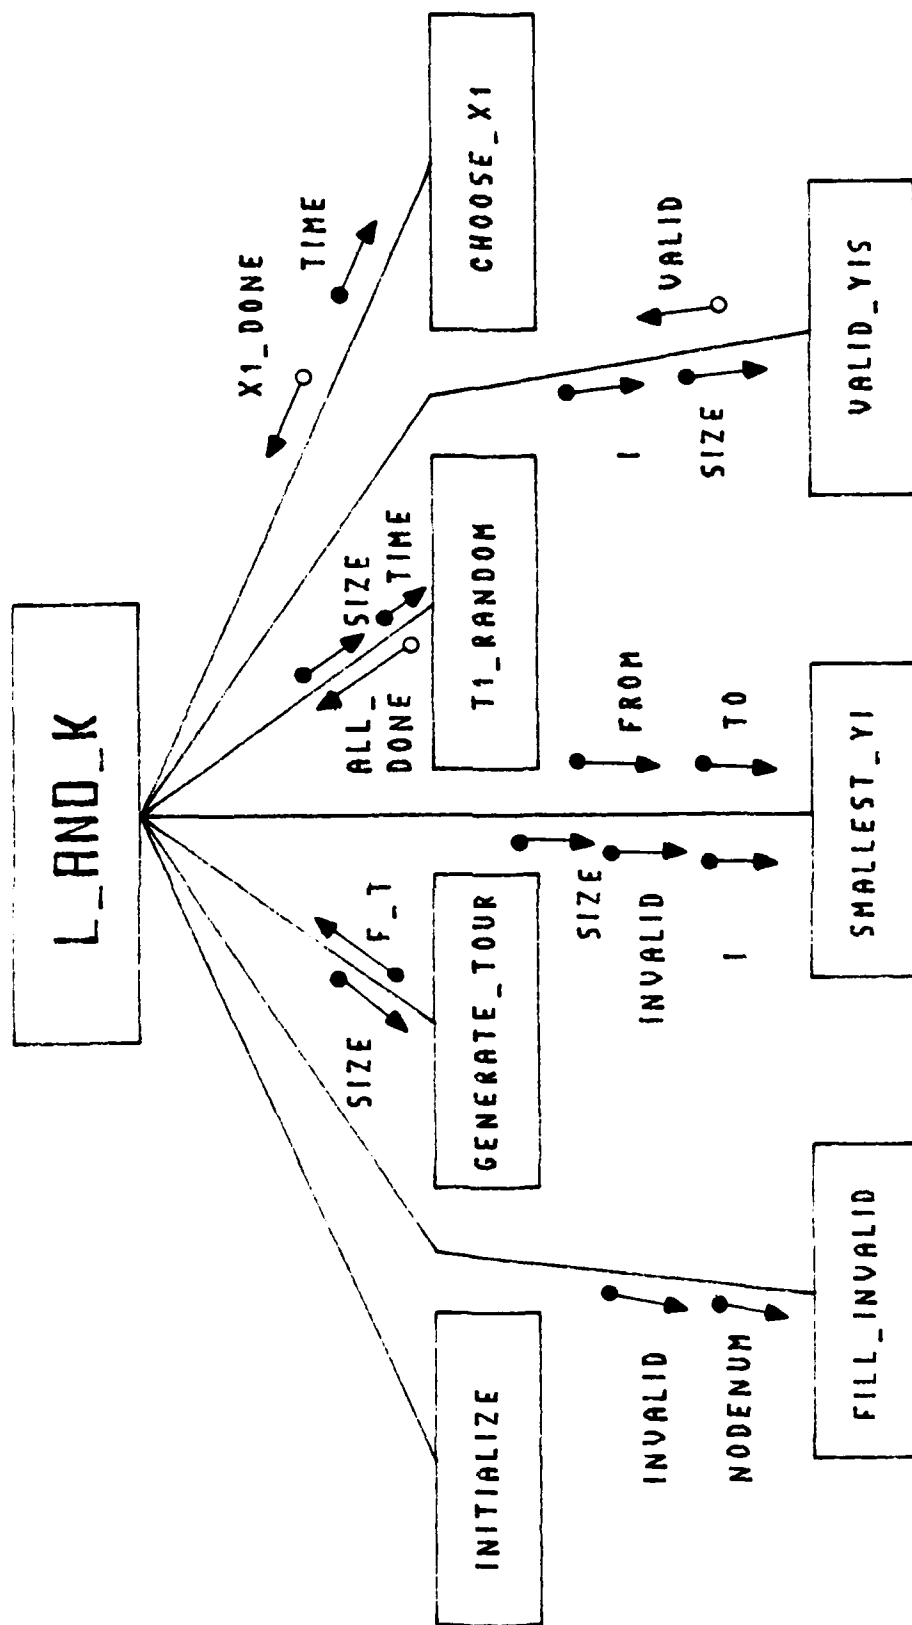 L_AND_K
X1_DONE
TIME
SIZE
TIME
ALL_
DONE
F_T
SIZE
INITIALIZE
GENERATE_TOUR
T1_RANDOM
CHOOSE_X1
INVALID
NODENUM
SIZE
INVALID
I
FROM
TO
I
SIZE
VALID
FILL_INVALID
SMALLEST_YI
VALID_YIS